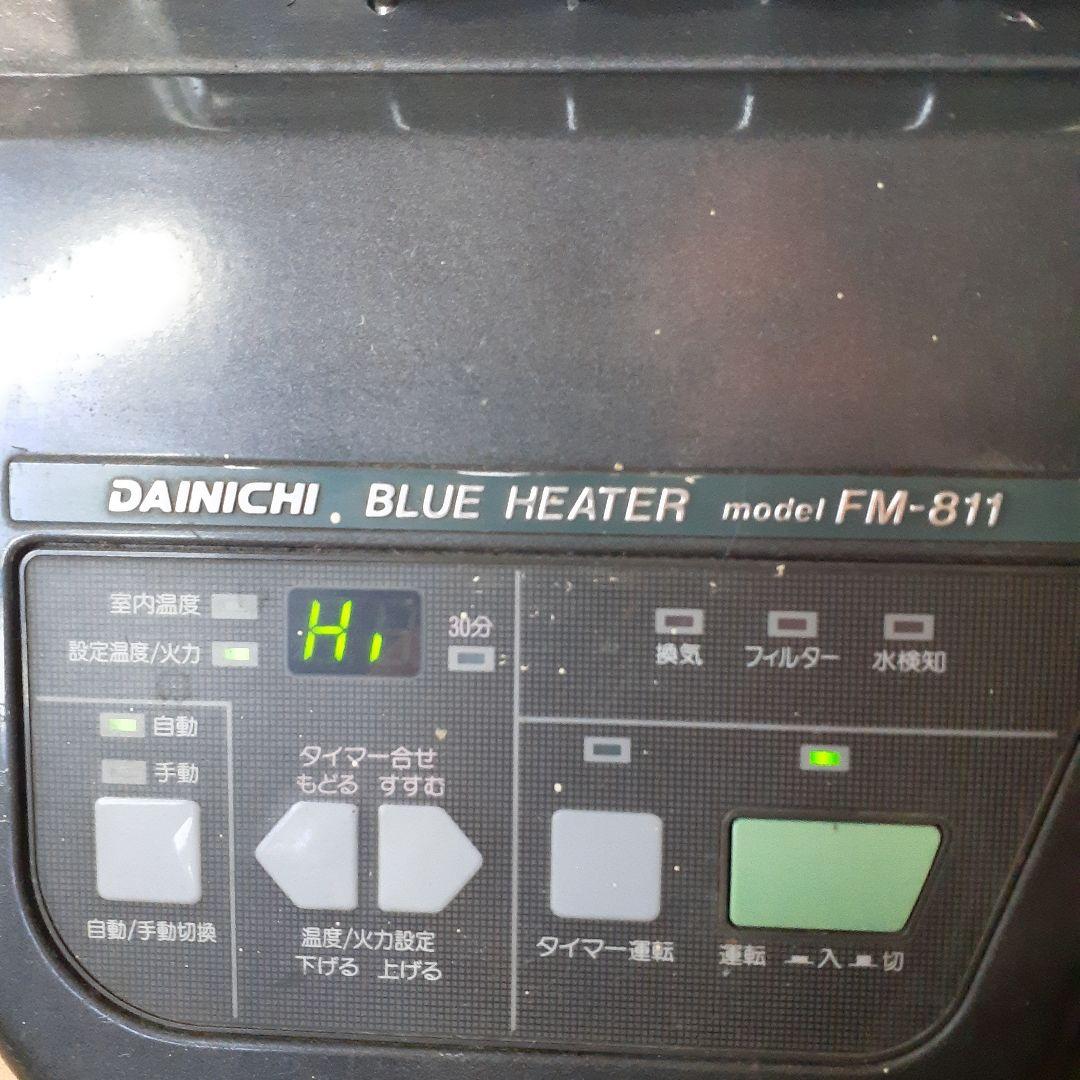 DAINICHI BLUE HEATER model FM-811
室内温度
設定温度/火力
Hi
30分
換気 フィルター 水検知
自動
手動
自動/手動切換
タイマー合せ
もどる すすむ
温度/火力設定
下げる 上げる
タイマー運転
運転 入 切